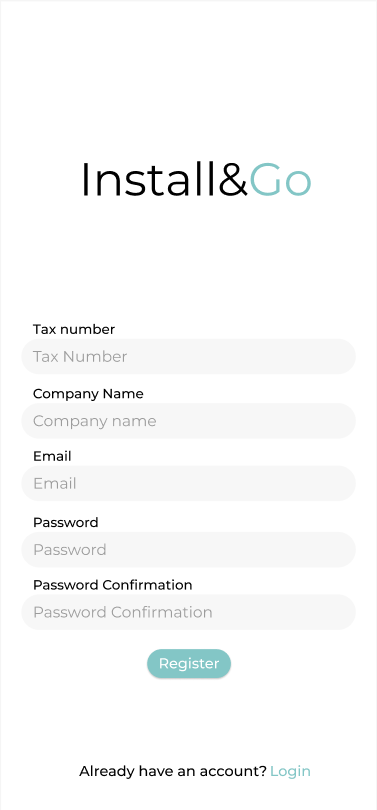 Install&Go
Tax number
Tax Number
Company Name
Company name
Email
Email
Password
Password
Password Confirmation
Password Confirmation
Register
Already have an account? Login